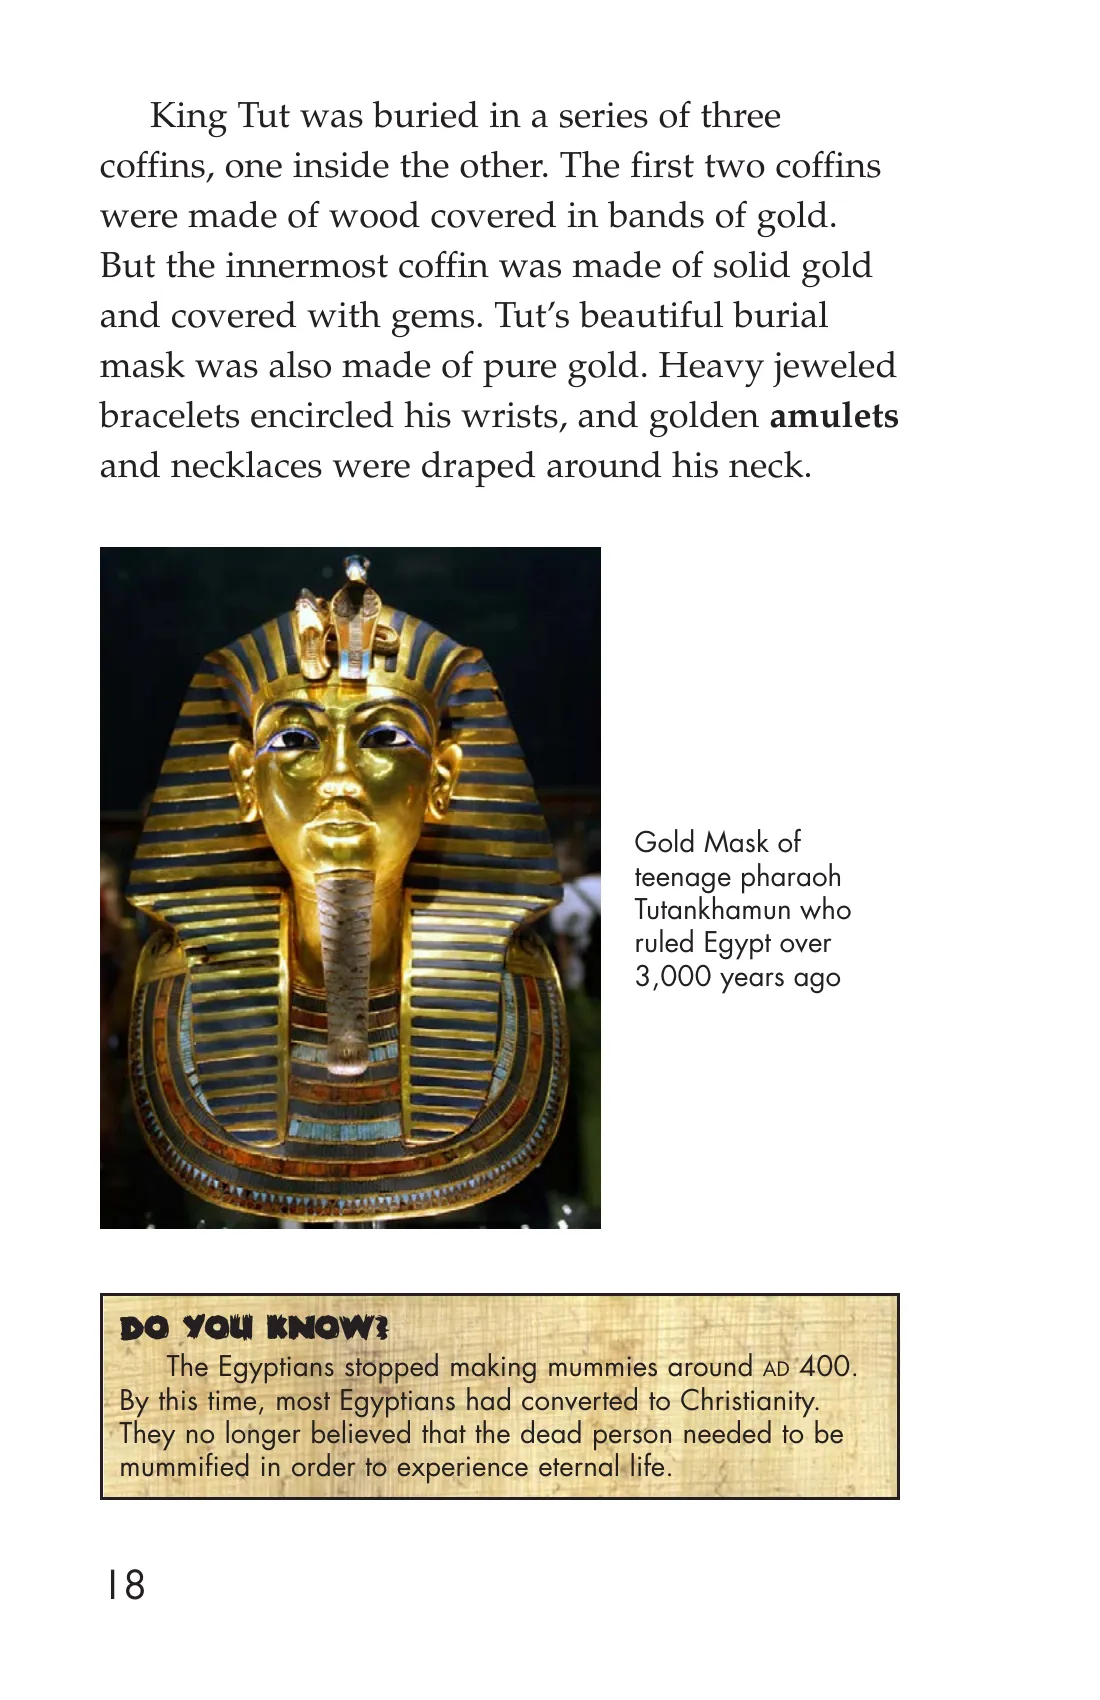 King Tut was buried in a series of three
coffins, one inside the other. The first two coffins
were made of wood covered in bands of gold.
But the innermost coffin was made of solid gold
and covered with gems. Tut’s beautiful burial
mask was also made of pure gold. Heavy jeweled
bracelets encircled his wrists, and golden amulets
and necklaces were draped around his neck.
Gold Mask of
teenage pharaoh
Tutankhamun who
ruled Egypt over
3,000 years ago
DO YOU KNOW?
The Egyptians stopped making mummies around AD 400.
By this time, most Egyptians had converted to Christianity.
They no longer believed that the dead person needed to be
mummified in order to experience eternal life.
18